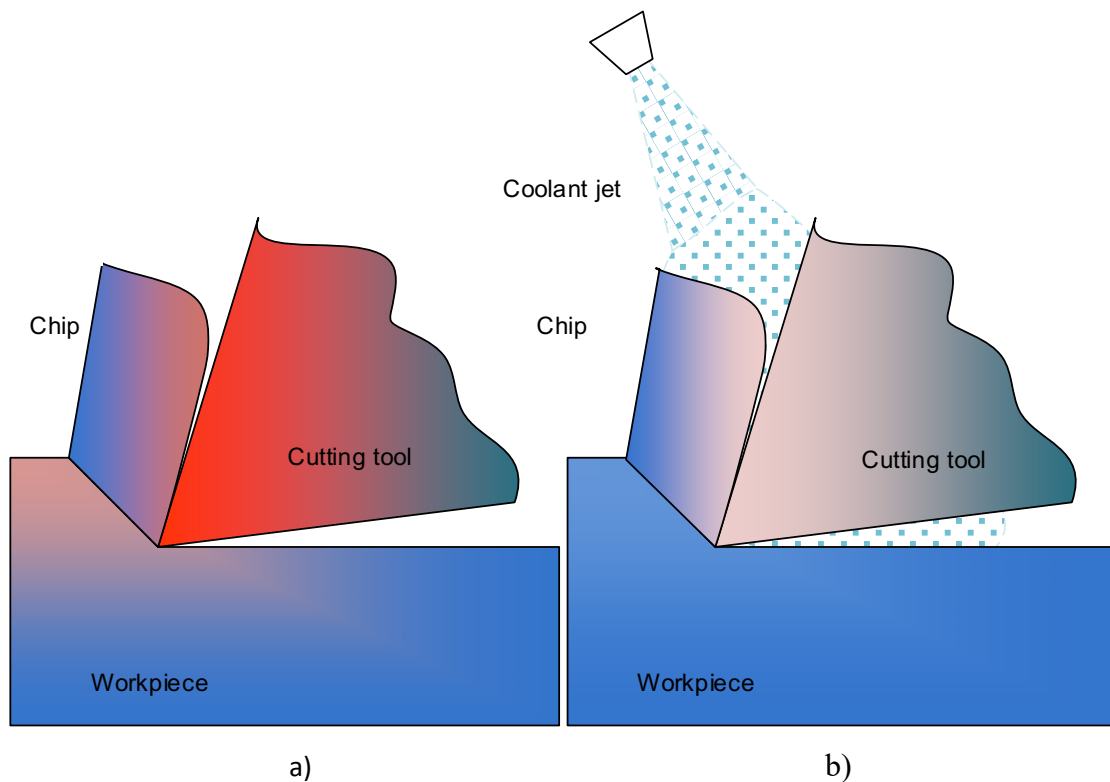 Coolant jet
Chip
Chip
Cutting tool
Cutting tool
Workpiece
Workpiece
a)
b)